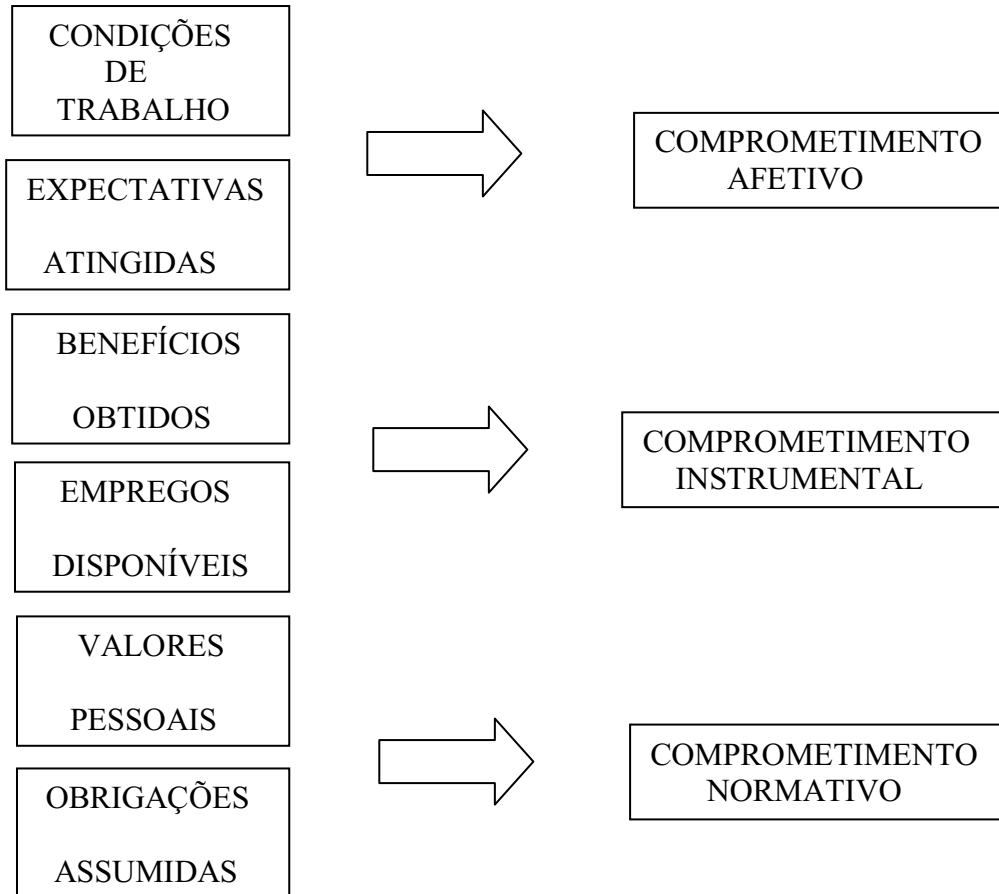 CONDIÇÕES
DE
TRABALHO
EXPECTATIVAS
ATINGIDAS
COMPROMETIMENTO
AFETIVO
BENEFÍCIOS
OBTIDOS
EMPREGOS
DISPONÍVEIS
COMPROMETIMENTO
INSTRUMENTAL
VALORES
PESSOAIS
OBRIGAÇÕES
ASSUMIDAS
COMPROMETIMENTO
NORMATIVO